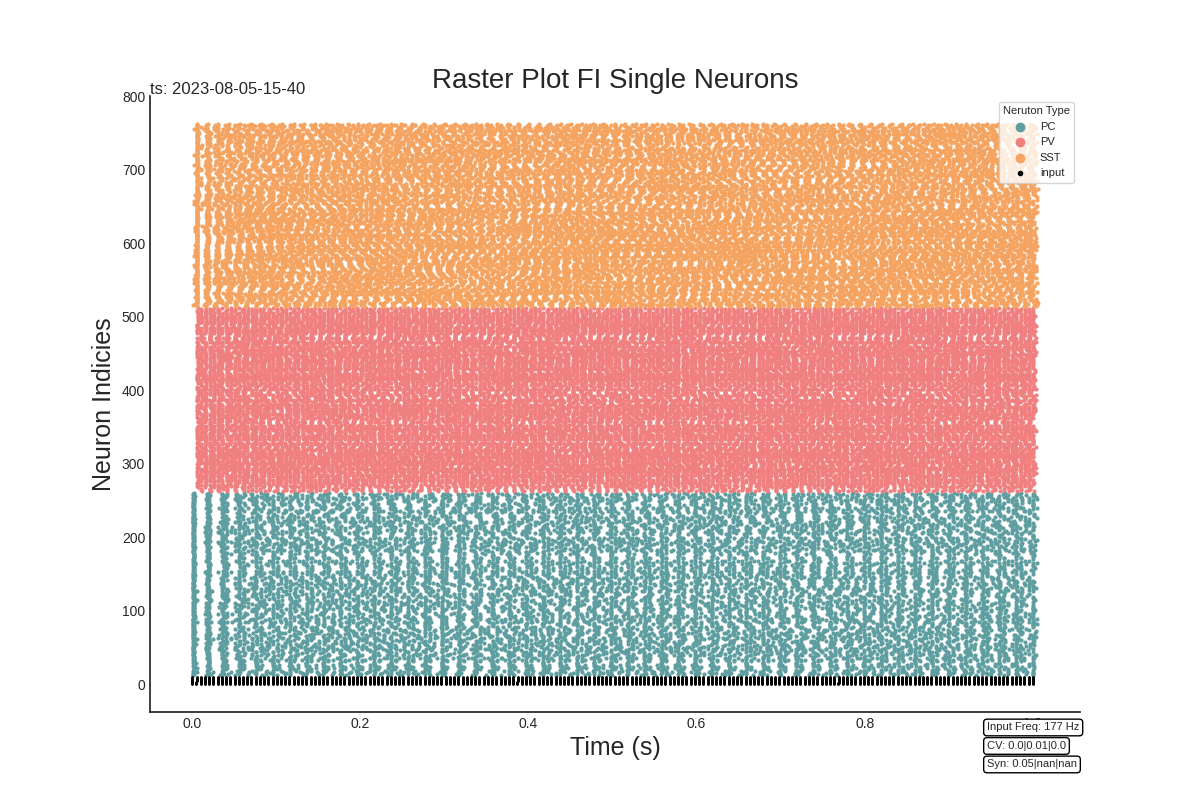 Raster Plot FI Single Neurons
ts: 2023-08-05-15-40
Neruton Type
PC
PV
SST
input
Neuron Indicies
800
700
600
500
400
300
200
100
0
0.0
0.2
0.4
0.6
0.8
Time (s)
Input Freq: 177 Hz
CV: 0.0|0.01|0.0
Syn: 0.05|nan|nan